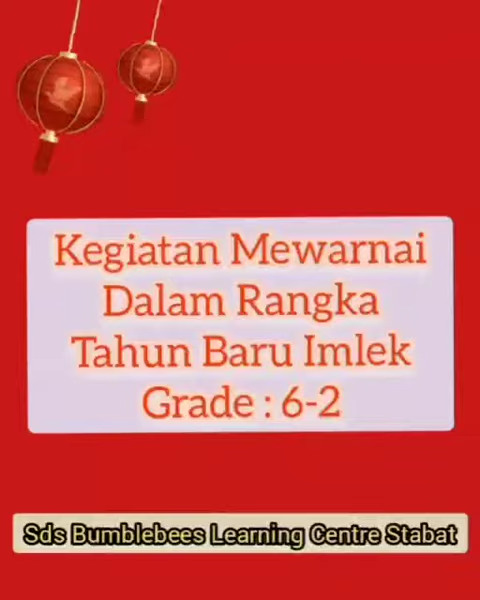 Kegiatan Mewarnai
Dalam Rangka
Tahun Baru Imlek
Grade : 6-2
Sds Bumblebees Learning Centre Stabat